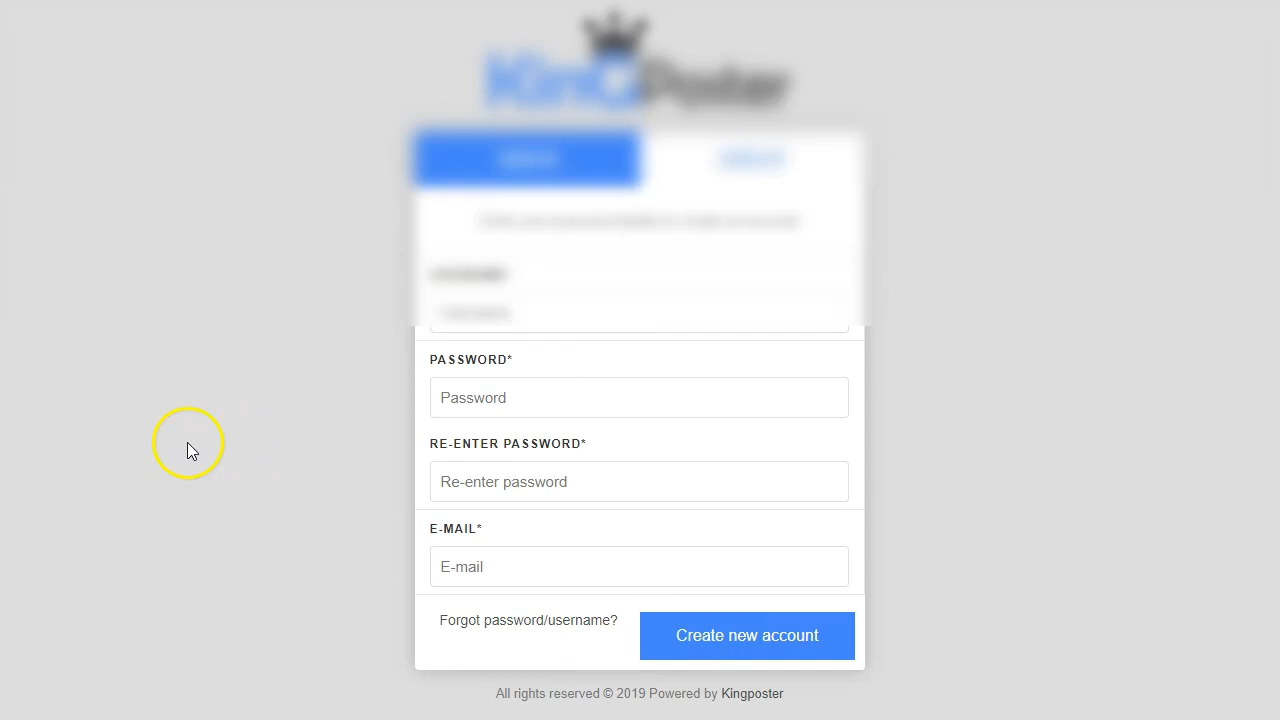 KinGPoster
PASSWORD*
Password
RE-ENTER PASSWORD*
Re-enter password
E-MAIL*
E-mail
Forgot password/username?
Create new account
All rights reserved © 2019 Powered by Kingposter